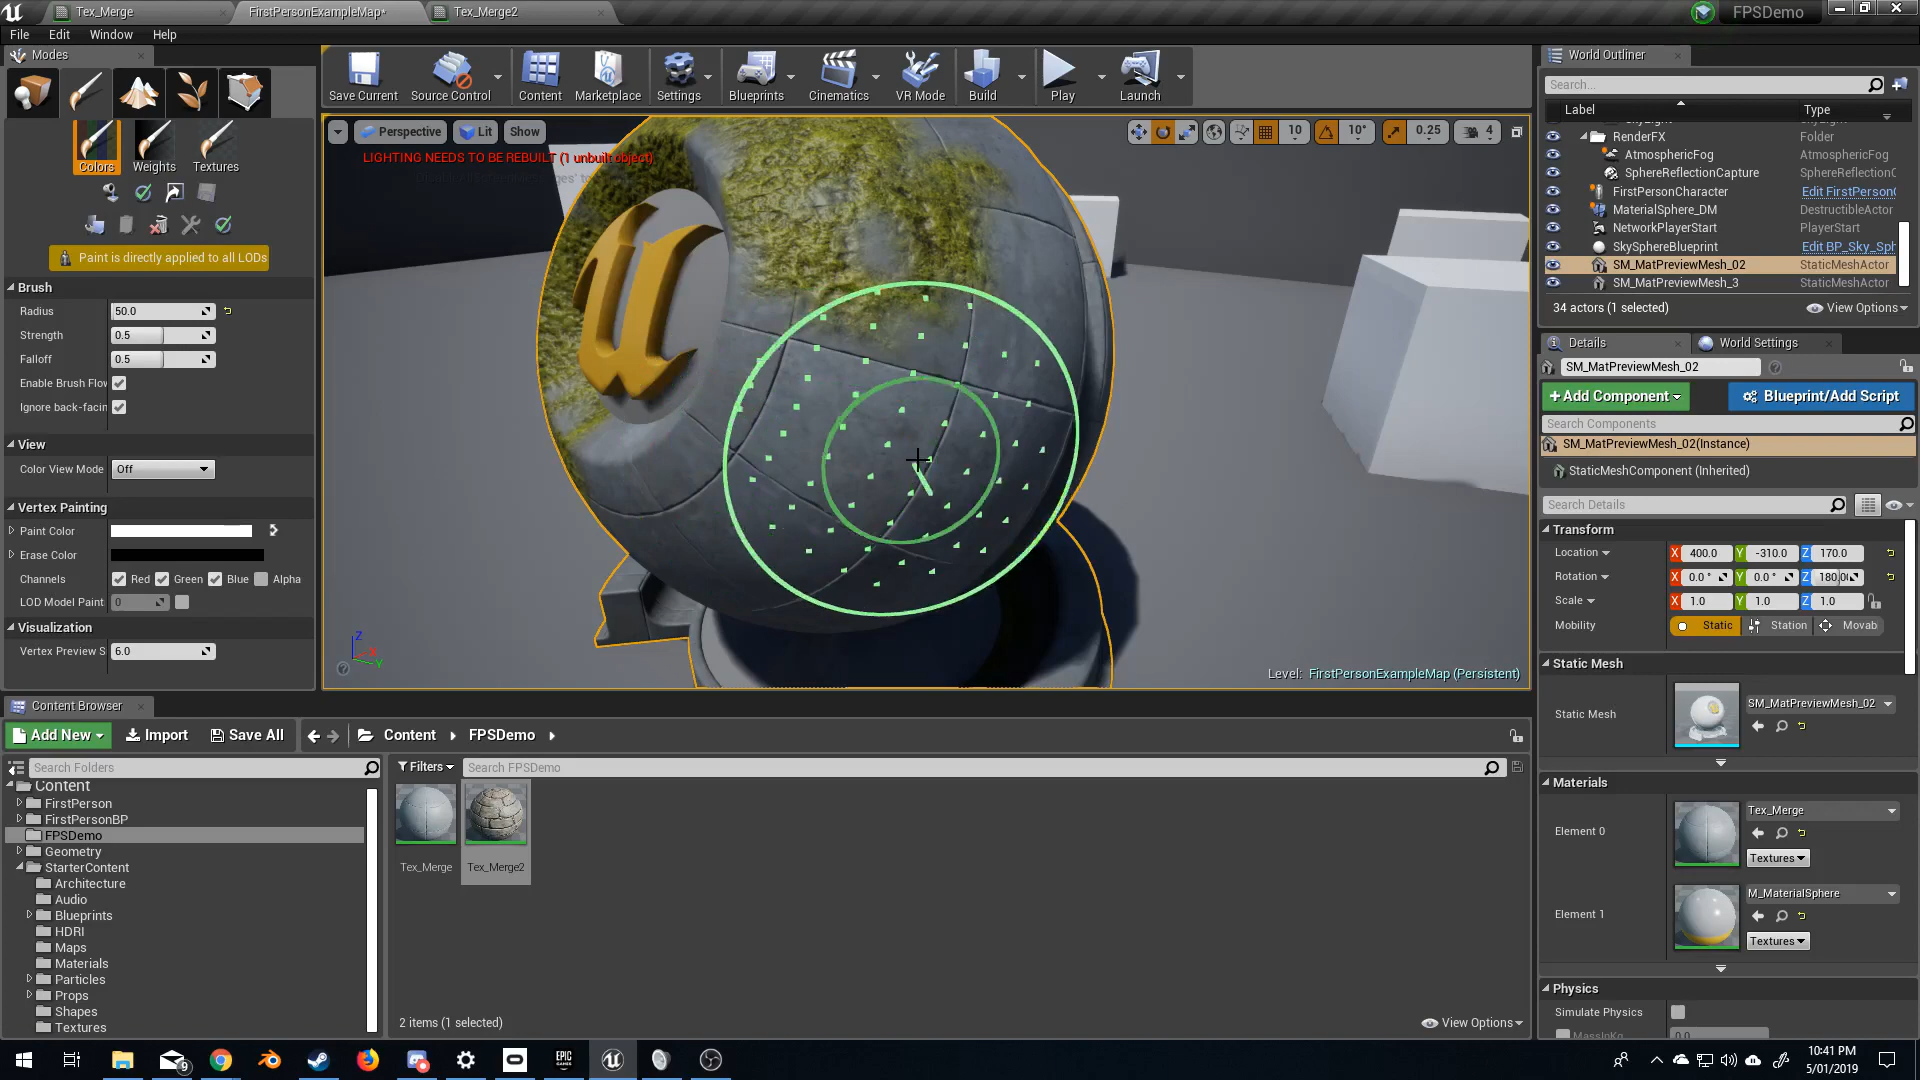 Tex_Merge
FirstPersonExampleMap*
Tex_Merge2
FPSDemo
File Edit Window Help
Modes
Save Current
Source Control
Content
Marketplace
Settings
Blueprints
Cinematics
VR Mode
Build
Play
Launch
Colors
Weights
Textures
Paint is directly applied to all LODs
Brush
Radius 50.0
Strength 0.5
Falloff 0.5
Enable Brush Flow
Ignore back-facin
View
Color View Mode Off
Vertex Painting
Paint Color
Erase Color
Channels Red Green Blue Alpha
LOD Model Paint 0
Visualization
Vertex Preview S 6.0
Perspective Lit Show
10 10° 0.25 4
LIGHTING NEEDS TO BE REBUILT (1 unbuilt object)
Z
X
Y
Level: FirstPersonExampleMap (Persistent)
World Outliner
Search...
Label Type
RenderFX Folder
AtmosphericFog AtmosphericFog
SphereReflectionCapture SphereReflectionC
FirstPersonCharacter Edit FirstPersonC
MaterialSphere_DM DestructibleActor
NetworkPlayerStart PlayerStart
SkySphereBlueprint Edit BP_Sky_Sph
SM_MatPreviewMesh_02 StaticMeshActor
SM_MatPreviewMesh_3 StaticMeshActor
34 actors (1 selected) View Options
Details
World Settings
SM_MatPreviewMesh_02
+Add Component
Blueprint/Add Script
Search Components
SM_MatPreviewMesh_02(Instance)
StaticMeshComponent (Inherited)
Search Details
Transform
Location X 400.0 Y -310.0 Z 170.0
Rotation X 0.0 ° Y 0.0 ° Z 180.0
Scale X 1.0 Y 1.0 Z 1.0
Mobility Static Station Movab
Static Mesh
Static Mesh SM_MatPreviewMesh_02
Materials
Element 0 Tex_Merge
Textures
Element 1 M_MaterialSphere
Textures
Physics
Simulate Physics
Content Browser
Add New Import Save All Content FPSDemo
Search Folders
Filters Search FPSDemo
Content
FirstPerson
FirstPersonBP
FPSDemo
Geometry
StarterContent
Architecture
Audio
Blueprints
HDRI
Maps
Materials
Particles
Props
Shapes
Textures
Tex_Merge
Tex_Merge2
2 items (1 selected)
View Options
9
EPIC
GAMES
10:41 PM
5/01/2019